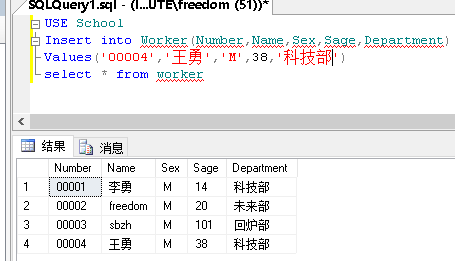 SQLQuery1.sql - (l...UTE\freedom (51))*
USE School
Insert into Worker(Number,Name,Sex,Sage,Department)
Values('00004','王勇','M',38,'科技部')
select * from worker
结果 消息
Number Name Sex Sage Department
1 00001 李勇 M 14 科技部
2 00002 freedom M 20 未来部
3 00003 sbzh M 101 回炉部
4 00004 王勇 M 38 科技部